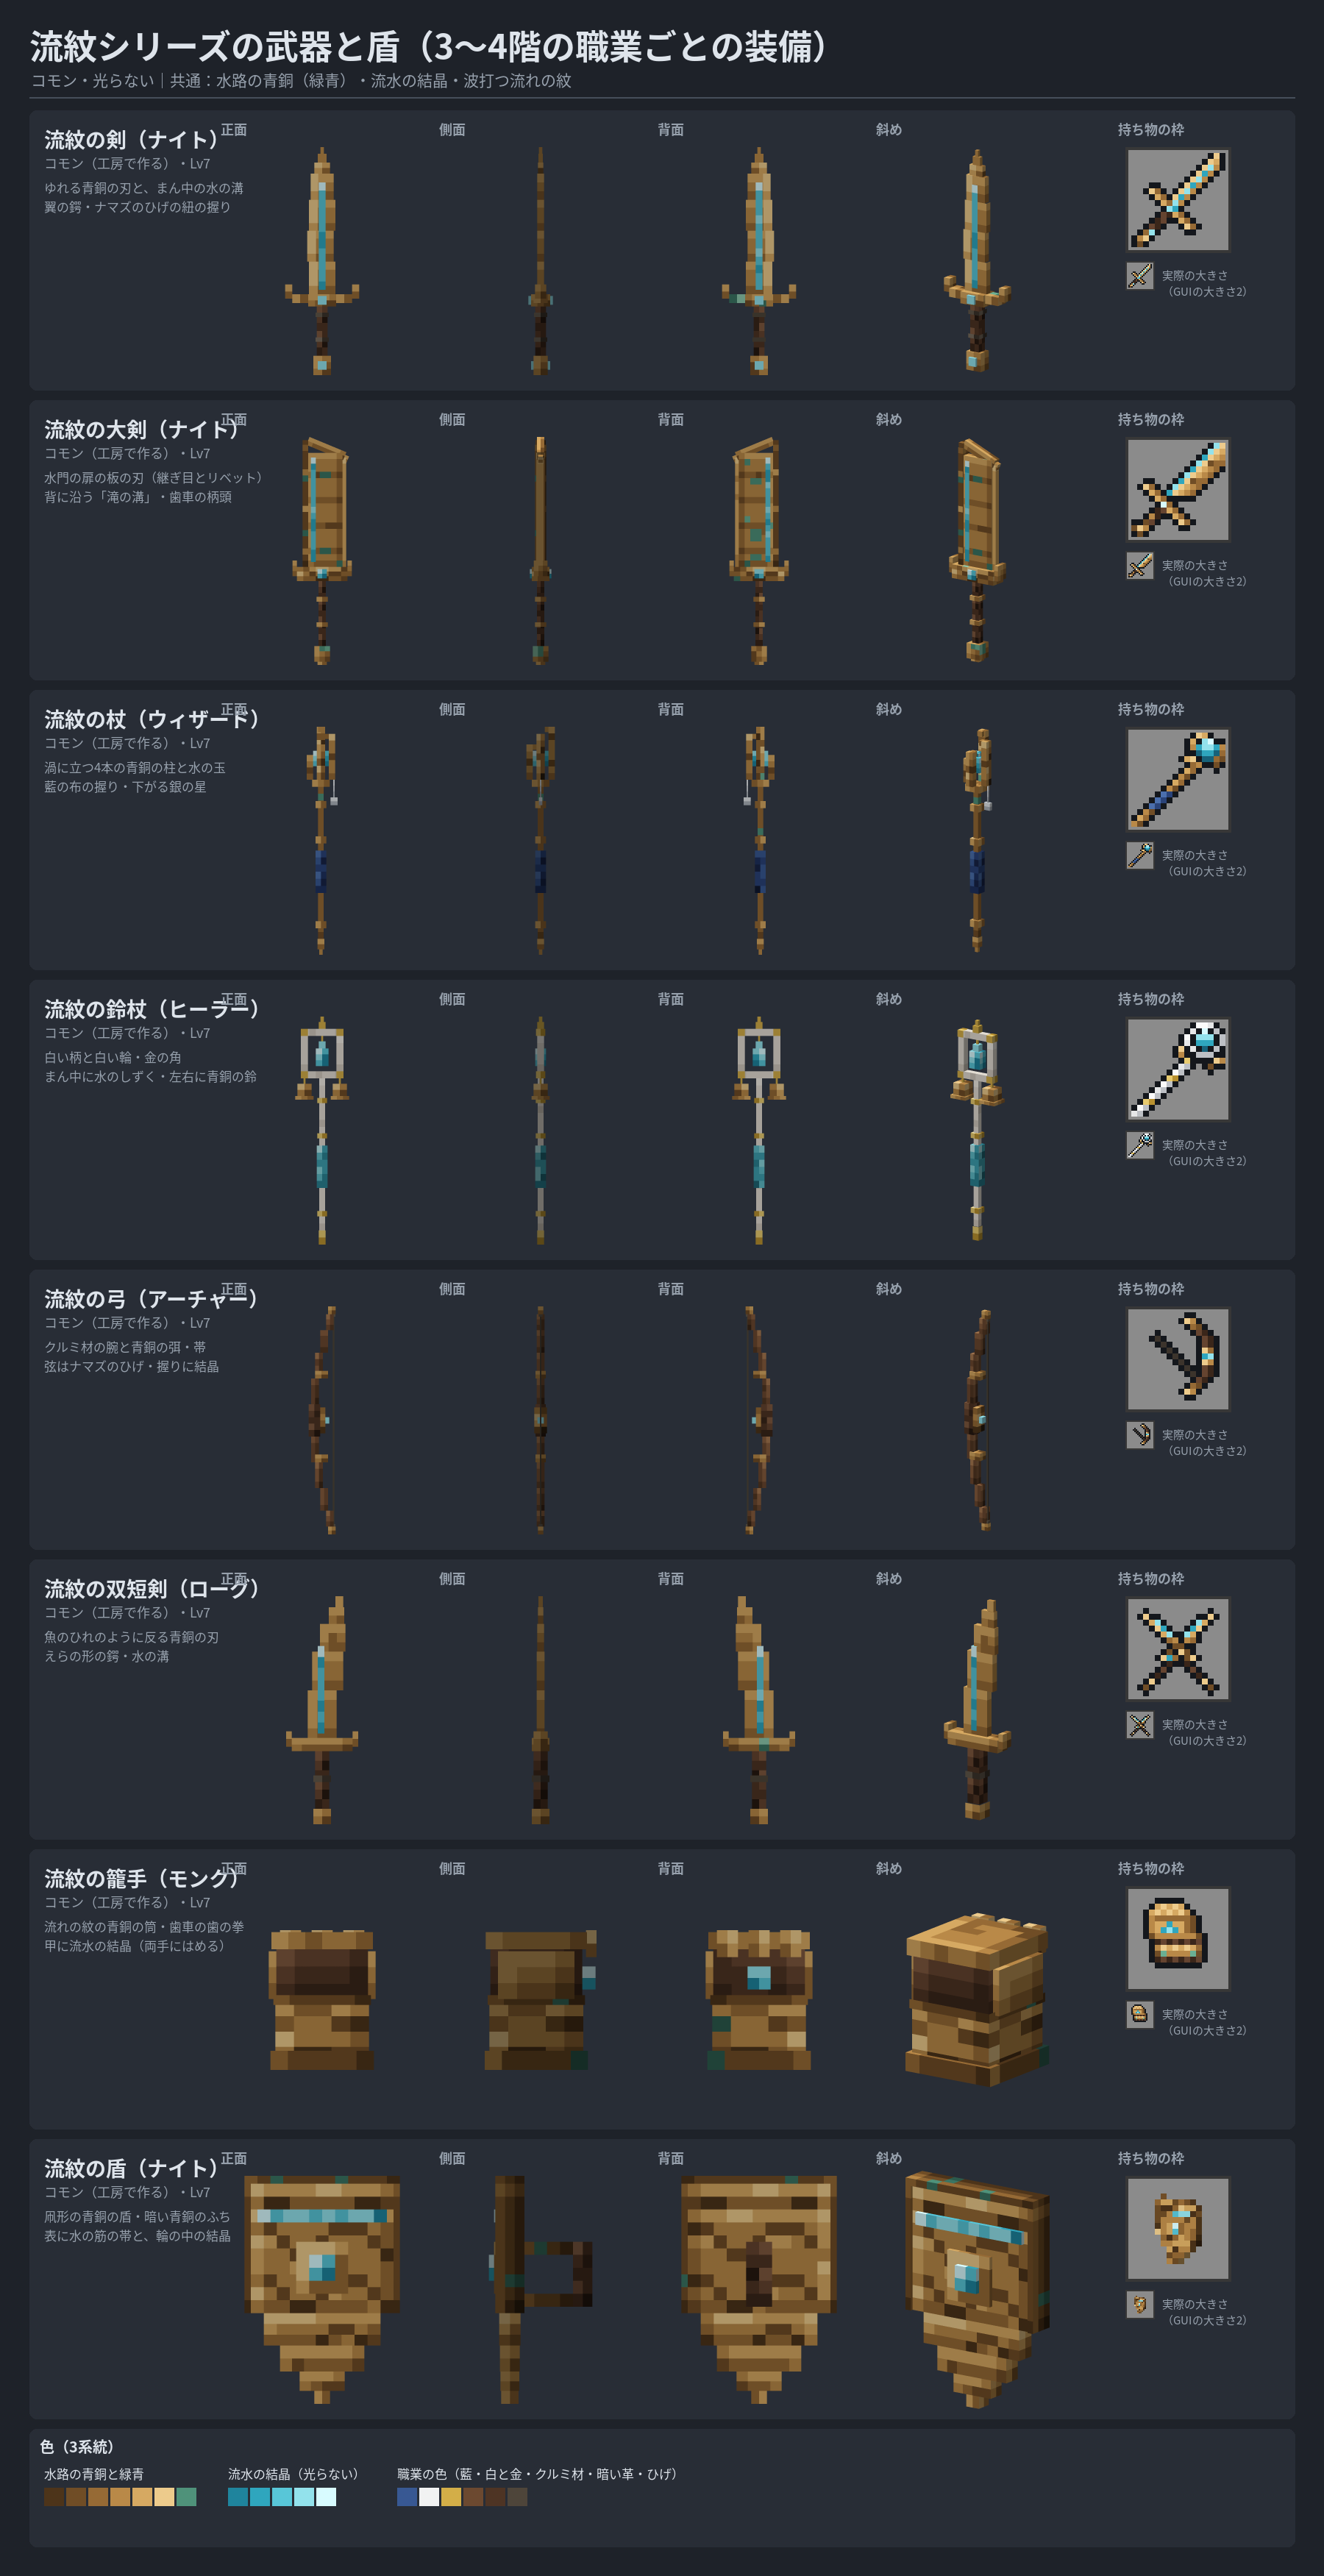 流紋シリーズの武器と盾（3〜4階の職業ごとの装備）
コモン・光らない｜共通：水路の青銅（緑青）・流水の結晶・波打つ流れの紋
流紋の剣（ナイト） 正面 側面 背面 斜め 持ち物の枠
コモン（工房で作る）・Lv7
ゆれる青銅の刃と、まん中の水の溝
翼の鍔・ナマズのひげの紐の握り
実際の大きさ
（GUIの大きさ2）
流紋の大剣（ナイト） 正面 側面 背面 斜め 持ち物の枠
コモン（工房で作る）・Lv7
水門の扉の板の刃（継ぎ目とリベット）
背に沿う「滝の溝」・歯車の柄頭
実際の大きさ
（GUIの大きさ2）
流紋の杖（ウィザード） 正面 側面 背面 斜め 持ち物の枠
コモン（工房で作る）・Lv7
渦に立つ4本の青銅の柱と水の玉
藍の布の握り・下がる銀の星
実際の大きさ
（GUIの大きさ2）
流紋の鈴杖（ヒーラー） 正面 側面 背面 斜め 持ち物の枠
コモン（工房で作る）・Lv7
白い柄と白い輪・金の角
まん中に水のしずく・左右に青銅の鈴
実際の大きさ
（GUIの大きさ2）
流紋の弓（アーチャー） 正面 側面 背面 斜め 持ち物の枠
コモン（工房で作る）・Lv7
クルミ材の腕と青銅の弭・帯
弦はナマズのひげ・握りに結晶
実際の大きさ
（GUIの大きさ2）
流紋の双短剣（ローグ） 正面 側面 背面 斜め 持ち物の枠
コモン（工房で作る）・Lv7
魚のひれのように反る青銅の刃
えらの形の鍔・水の溝
実際の大きさ
（GUIの大きさ2）
流紋の籠手（モンク） 正面 側面 背面 斜め 持ち物の枠
コモン（工房で作る）・Lv7
流れの紋の青銅の筒・歯車の歯の拳
甲に流水の結晶（両手にはめる）
実際の大きさ
（GUIの大きさ2）
流紋の盾（ナイト） 正面 側面 背面 斜め 持ち物の枠
コモン（工房で作る）・Lv7
凧形の青銅の盾・暗い青銅のふち
表に水の筋の帯と、輪の中の結晶
実際の大きさ
（GUIの大きさ2）
色（3系統）
水路の青銅と緑青 流水の結晶（光らない） 職業の色（藍・白と金・クルミ材・暗い革・ひげ）